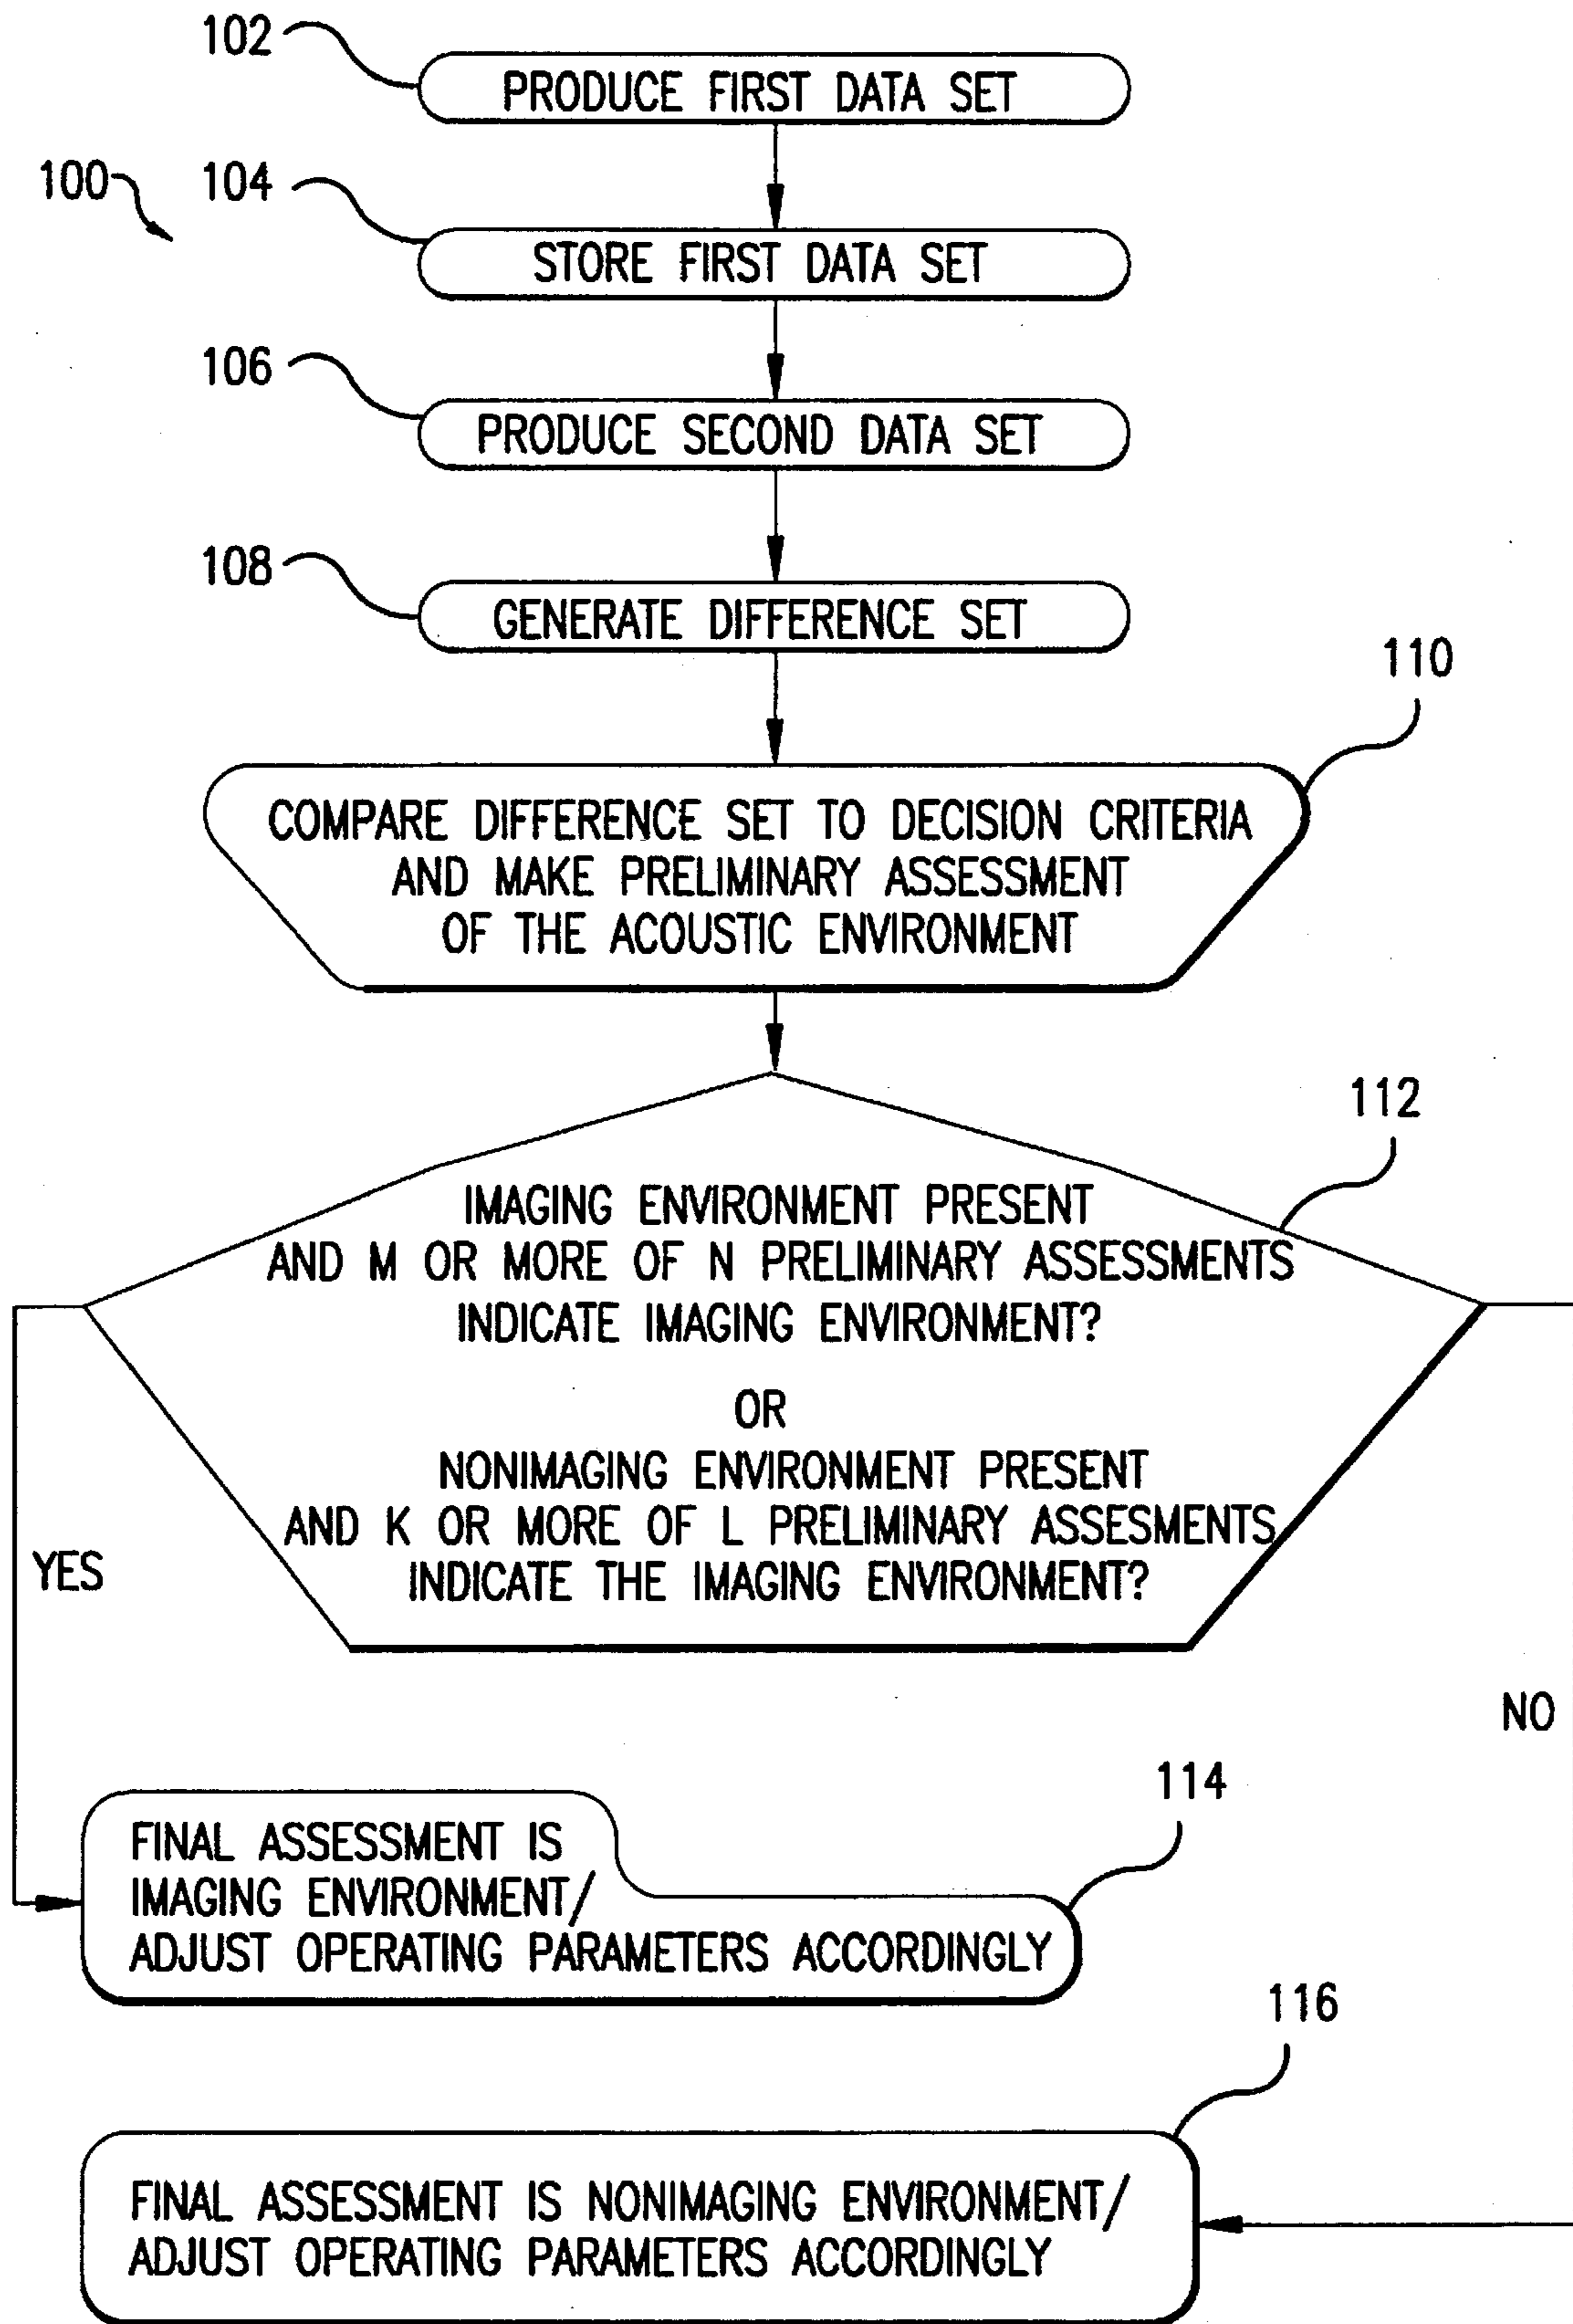 102
PRODUCE FIRST DATA SET
100
104
STORE FIRST DATA SET
106
PRODUCE SECOND DATA SET
108
GENERATE DIFFERENCE SET
110
COMPARE DIFFERENCE SET TO DECISION CRITERIA
AND MAKE PRELIMINARY ASSESSMENT
OF THE ACOUSTIC ENVIRONMENT
112
IMAGING ENVIRONMENT PRESENT
AND M OR MORE OF N PRELIMINARY ASSESSMENTS
INDICATE IMAGING ENVIRONMENT?
OR
NONIMAGING ENVIRONMENT PRESENT
AND K OR MORE OF L PRELIMINARY ASSESMENTS
INDICATE THE IMAGING ENVIRONMENT?
YES
NO
114
FINAL ASSESSMENT IS
IMAGING ENVIRONMENT/
ADJUST OPERATING PARAMETERS ACCORDINGLY
116
FINAL ASSESSMENT IS NONIMAGING ENVIRONMENT/
ADJUST OPERATING PARAMETERS ACCORDINGLY